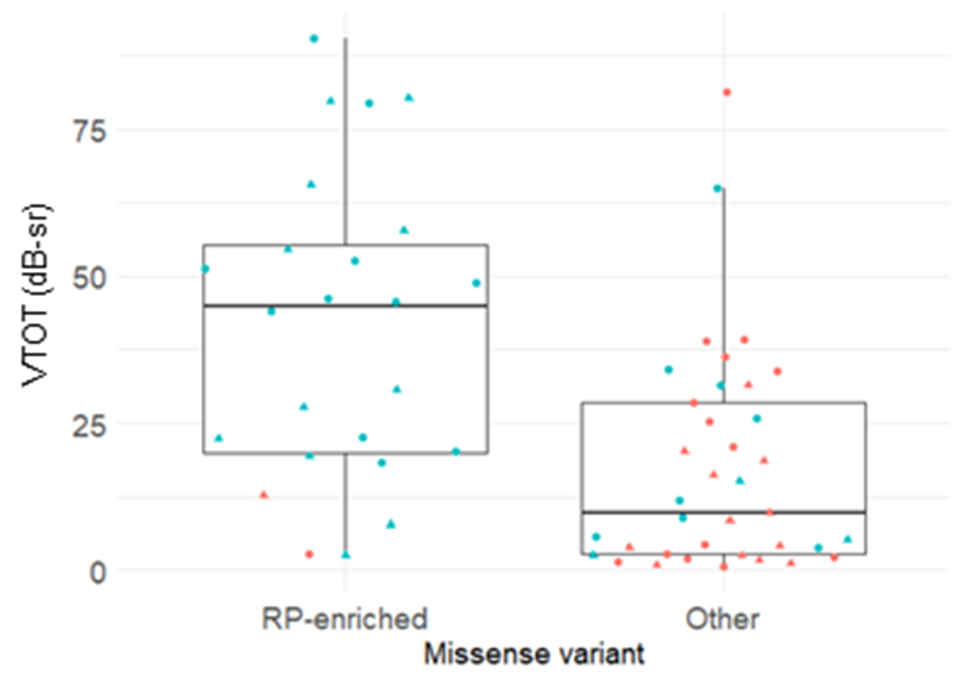 VTOT (dB-sr)
75
50
25
0
RP-enriched
Other
Missense variant